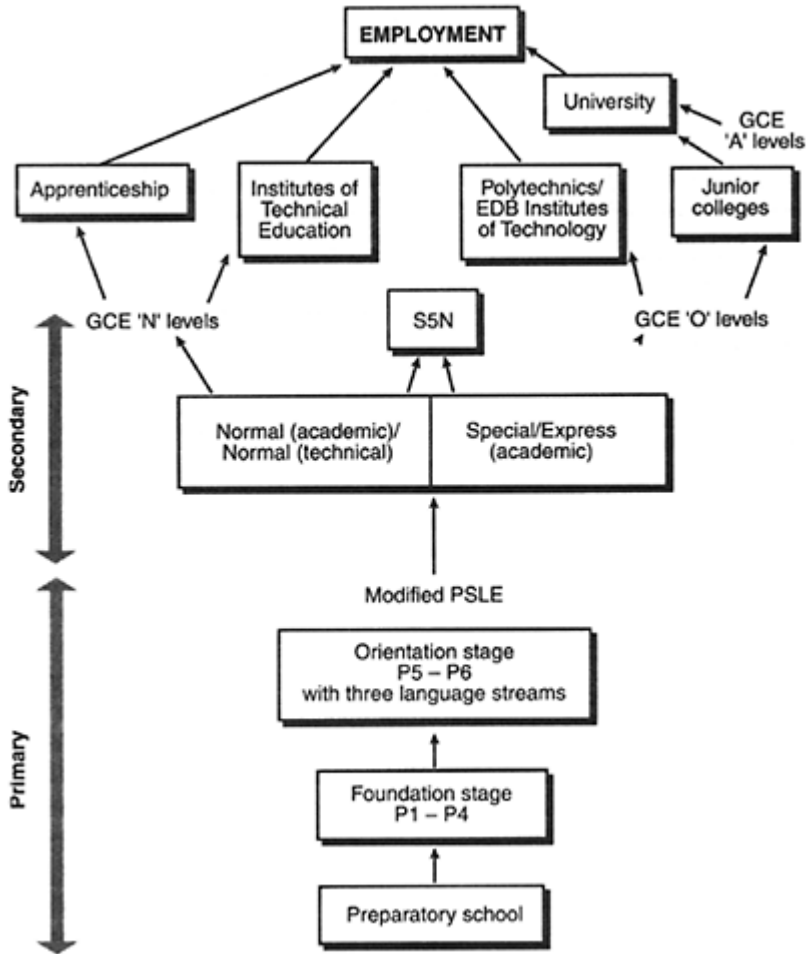 EMPLOYMENT
University
GCE
'A' levels
Apprenticeship
Institutes of
Technical
Education
Polytechnics/
EDB Institutes
of Technology
Junior
colleges
GCE 'N' levels
S5N
GCE 'O' levels
Secondary
Normal (academic)/
Normal (technical)
Special/Express
(academic)
Modified PSLE
Orientation stage
P5 – P6
with three language streams
Primary
Foundation stage
P1 – P4
Preparatory school